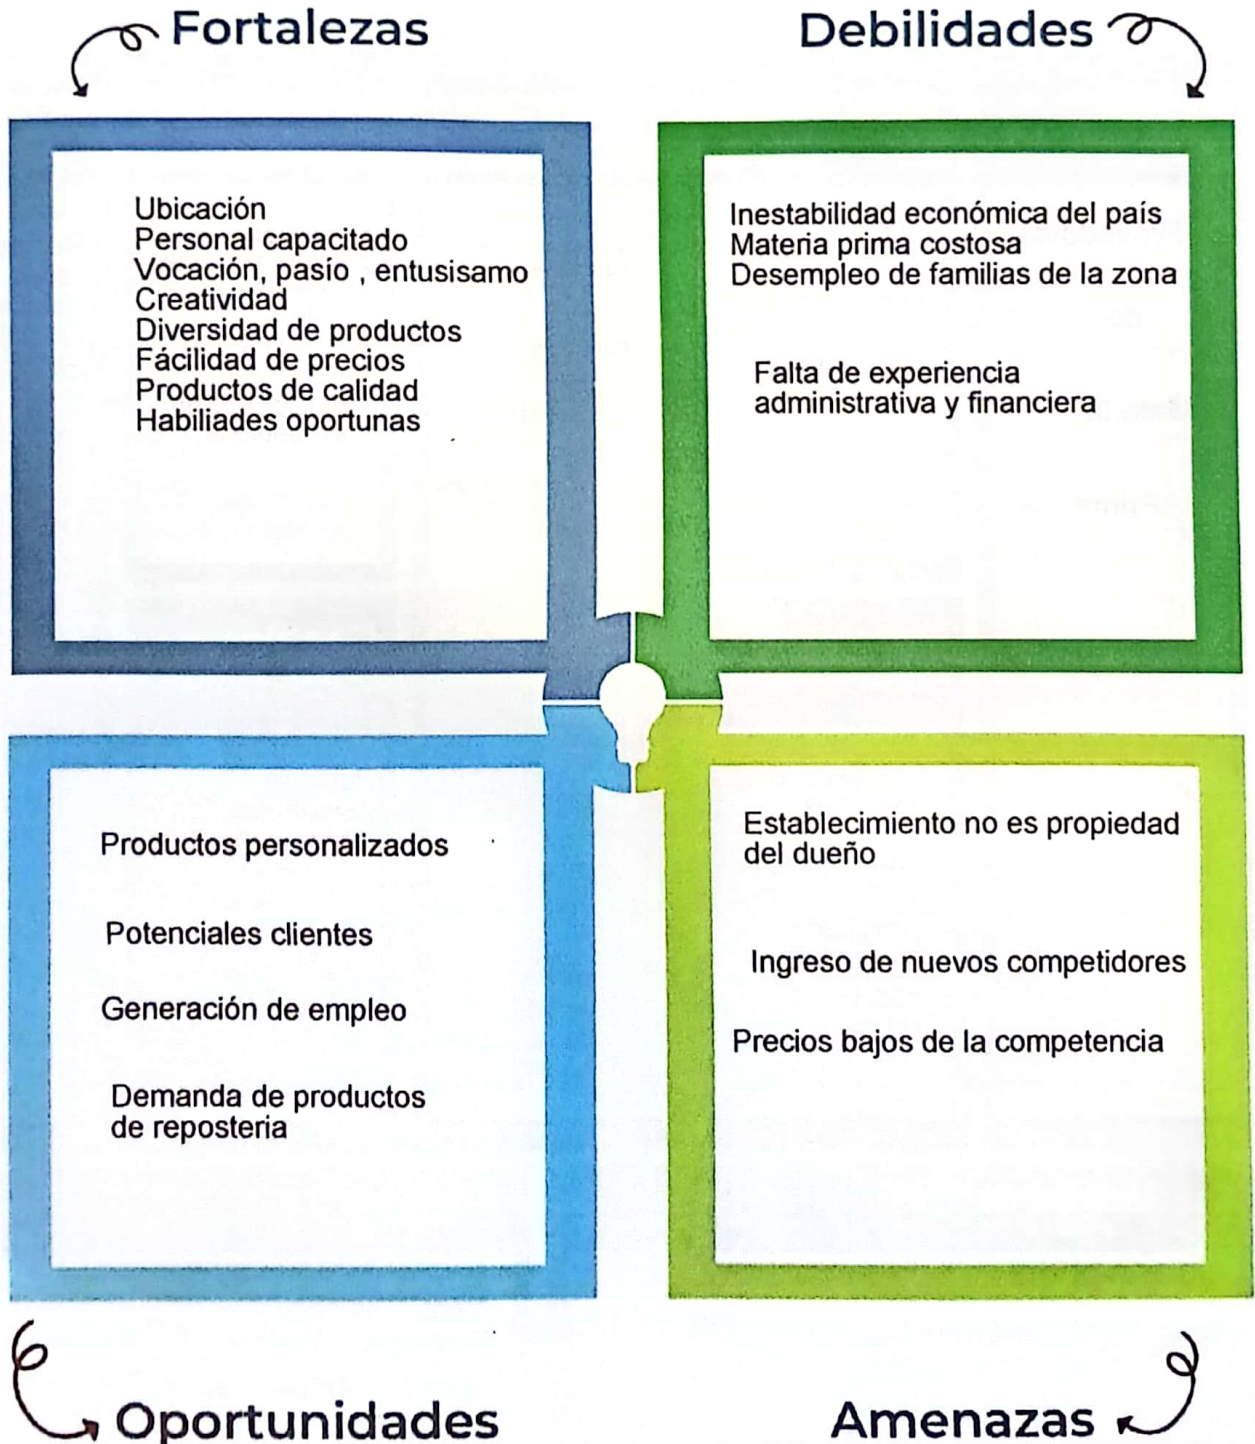 Fortalezas
Ubicación
Personal capacitado
Vocación, pasío , entusisamo
Creatividad
Diversidad de productos
Fácilidad de precios
Productos de calidad
Habiliades oportunas
Debilidades
Inestabilidad económica del país
Materia prima costosa
Desempleo de familias de la zona
Falta de experiencia
administrativa y financiera
Productos personalizados
Potenciales clientes
Generación de empleo
Demanda de productos
de reposteria
Oportunidades
Establecimiento no es propiedad
del dueño
Ingreso de nuevos competidores
Precios bajos de la competencia
Amenazas